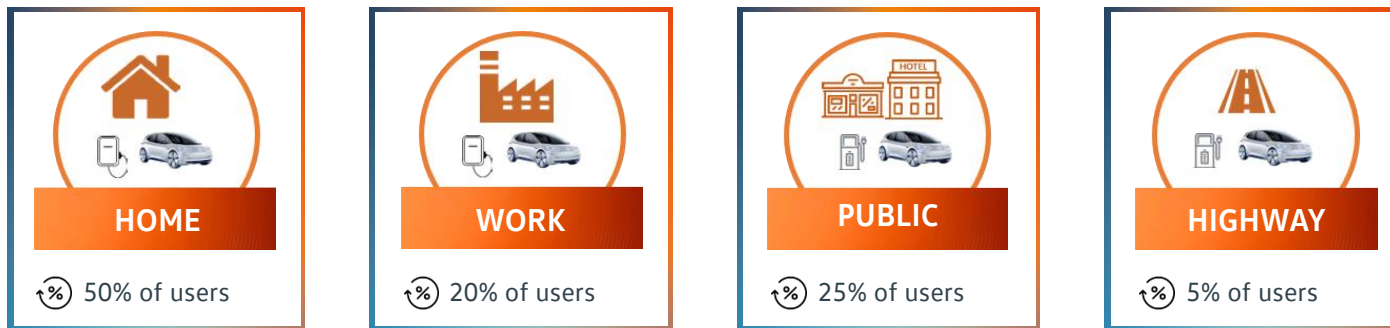 HOME
% 50% of users
WORK
% 20% of users
HOTEL
PUBLIC
% 25% of users
HIGHWAY
% 5% of users